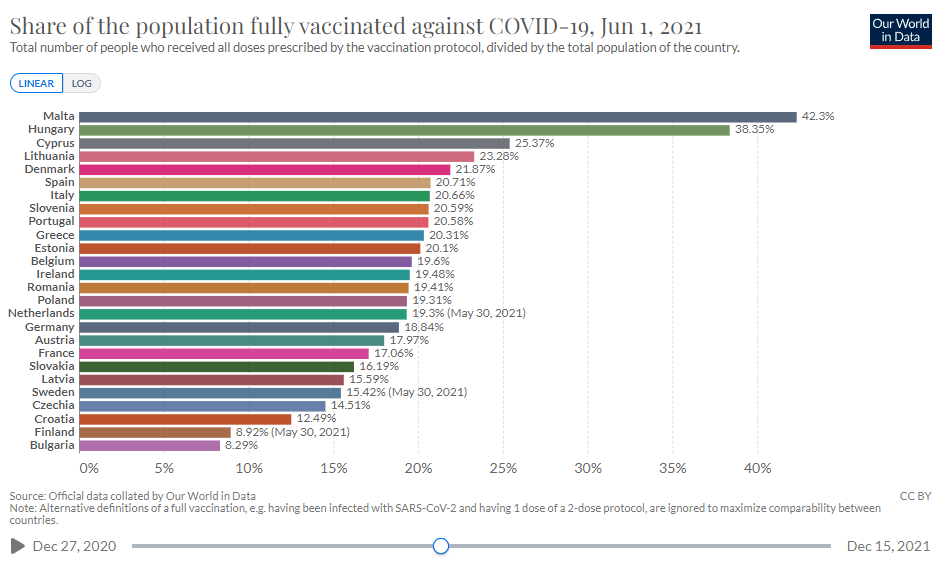 Share of the population fully vaccinated against COVID-19, Jun 1, 2021
Total number of people who received all doses prescribed by the vaccination protocol, divided by the total population of the country.
Our World
in Data
LINEAR LOG
Malta 42.3%
Hungary 38.35%
Cyprus 25.37%
Lithuania 23.28%
Denmark 21.87%
Spain 20.71%
Italy 20.66%
Slovenia 20.59%
Portugal 20.58%
Greece 20.31%
Estonia 20.1%
Belgium 19.6%
Ireland 19.48%
Romania 19.41%
Poland 19.31%
Netherlands 19.3% (May 30, 2021)
Germany 18.84%
Austria 17.97%
France 17.06%
Slovakia 16.19%
Latvia 15.59%
Sweden 15.42% (May 30, 2021)
Czechia 14.51%
Croatia 12.49%
Finland 8.92% (May 30, 2021)
Bulgaria 8.29%
0% 5% 10% 15% 20% 25% 30% 35% 40%
Source: Official data collated by Our World in Data CC BY
Note: Alternative definitions of a full vaccination, e.g. having been infected with SARS-CoV-2 and having 1 dose of a 2-dose protocol, are ignored to maximize comparability between
countries.
Dec 27, 2020 Dec 15, 2021